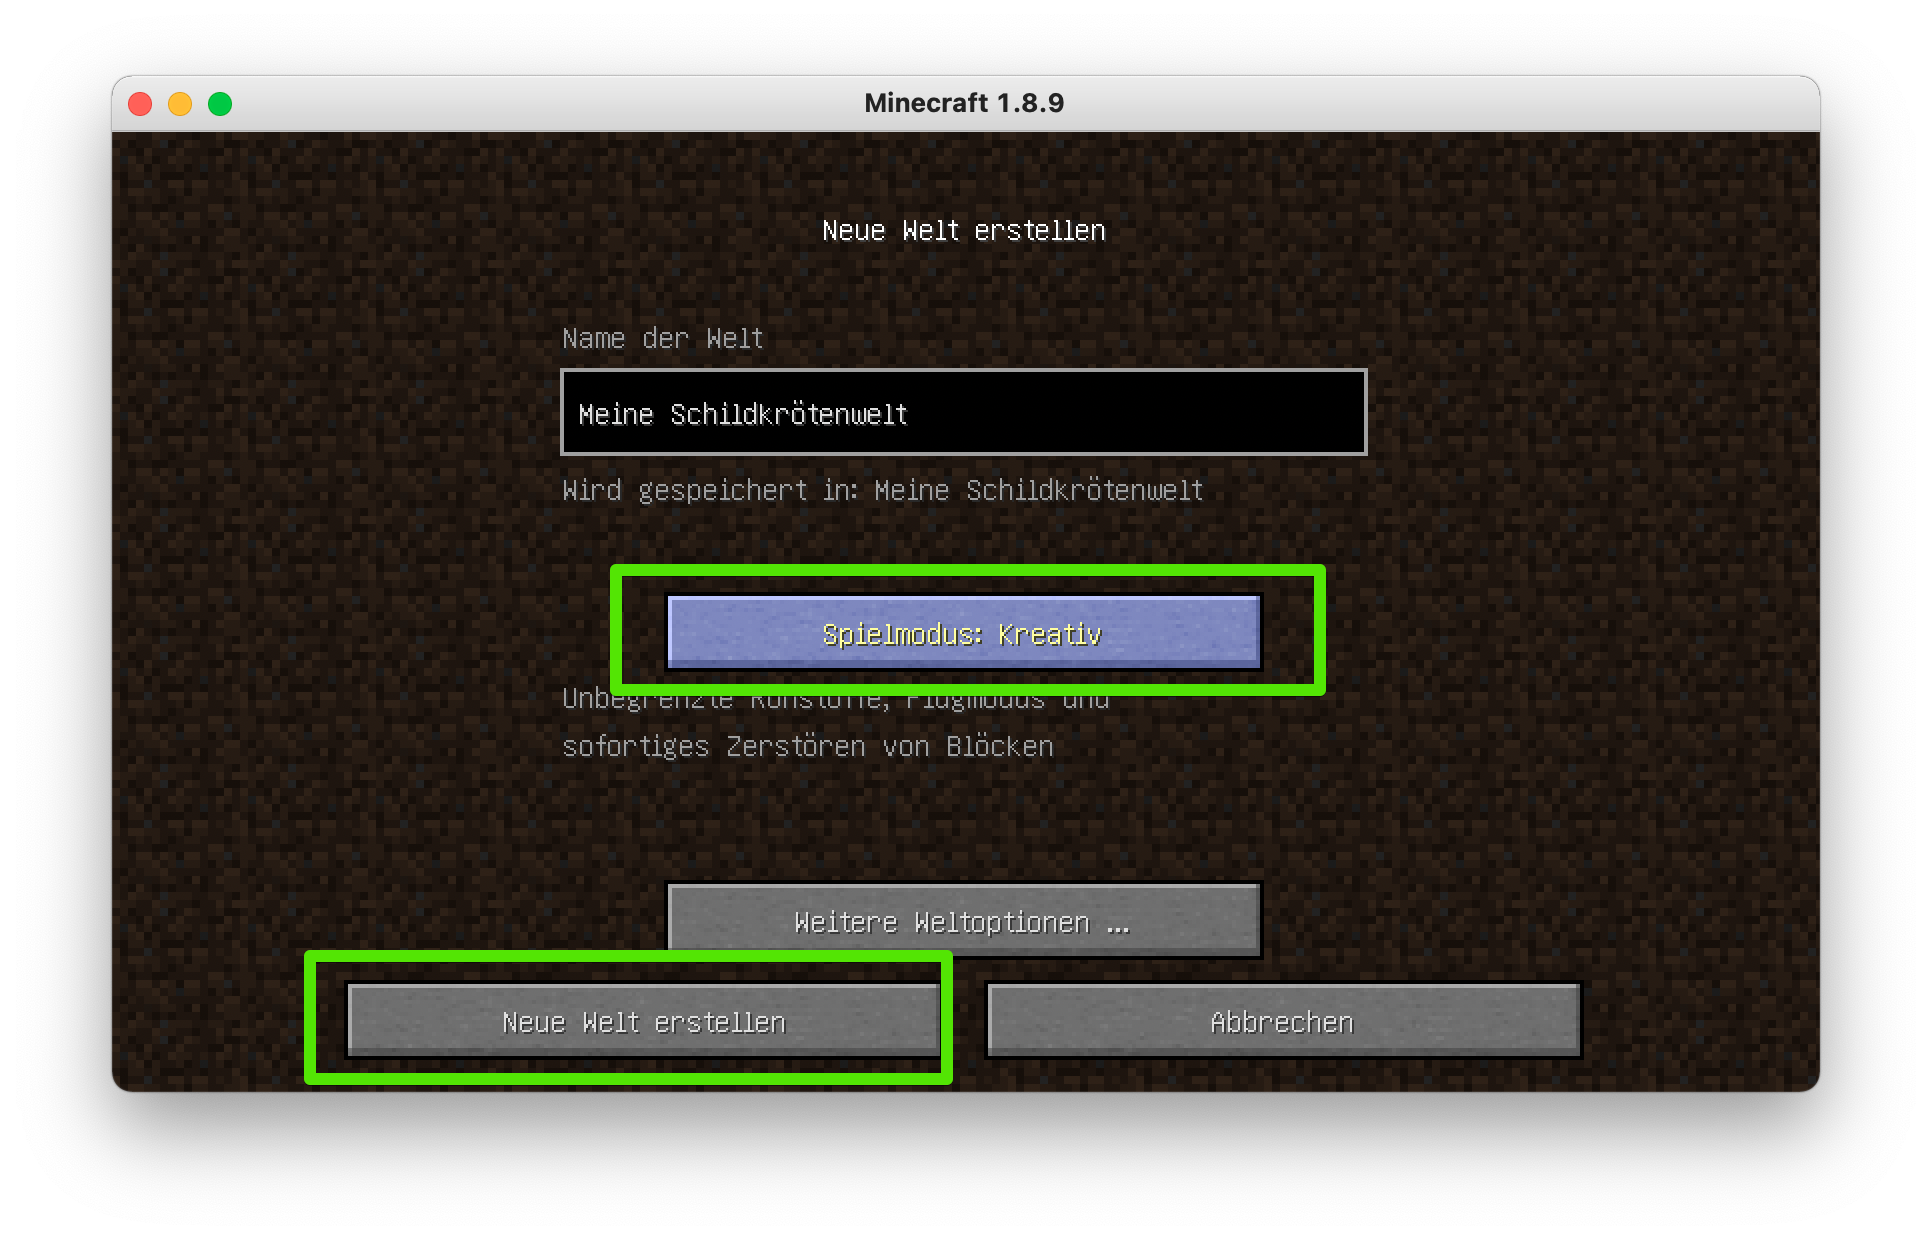 Minecraft 1.8.9
Neue Welt erstellen
Name der Welt
Meine Schildkrötenwelt
Wird gespeichert in: Meine Schildkrötenwelt
Spielmodus: Kreativ
Unbegrenzte Rohstoffe, Flugmodus und
sofortiges Zerstören von Blöcken
Weitere Weltoptionen ...
Neue Welt erstellen
Abbrechen